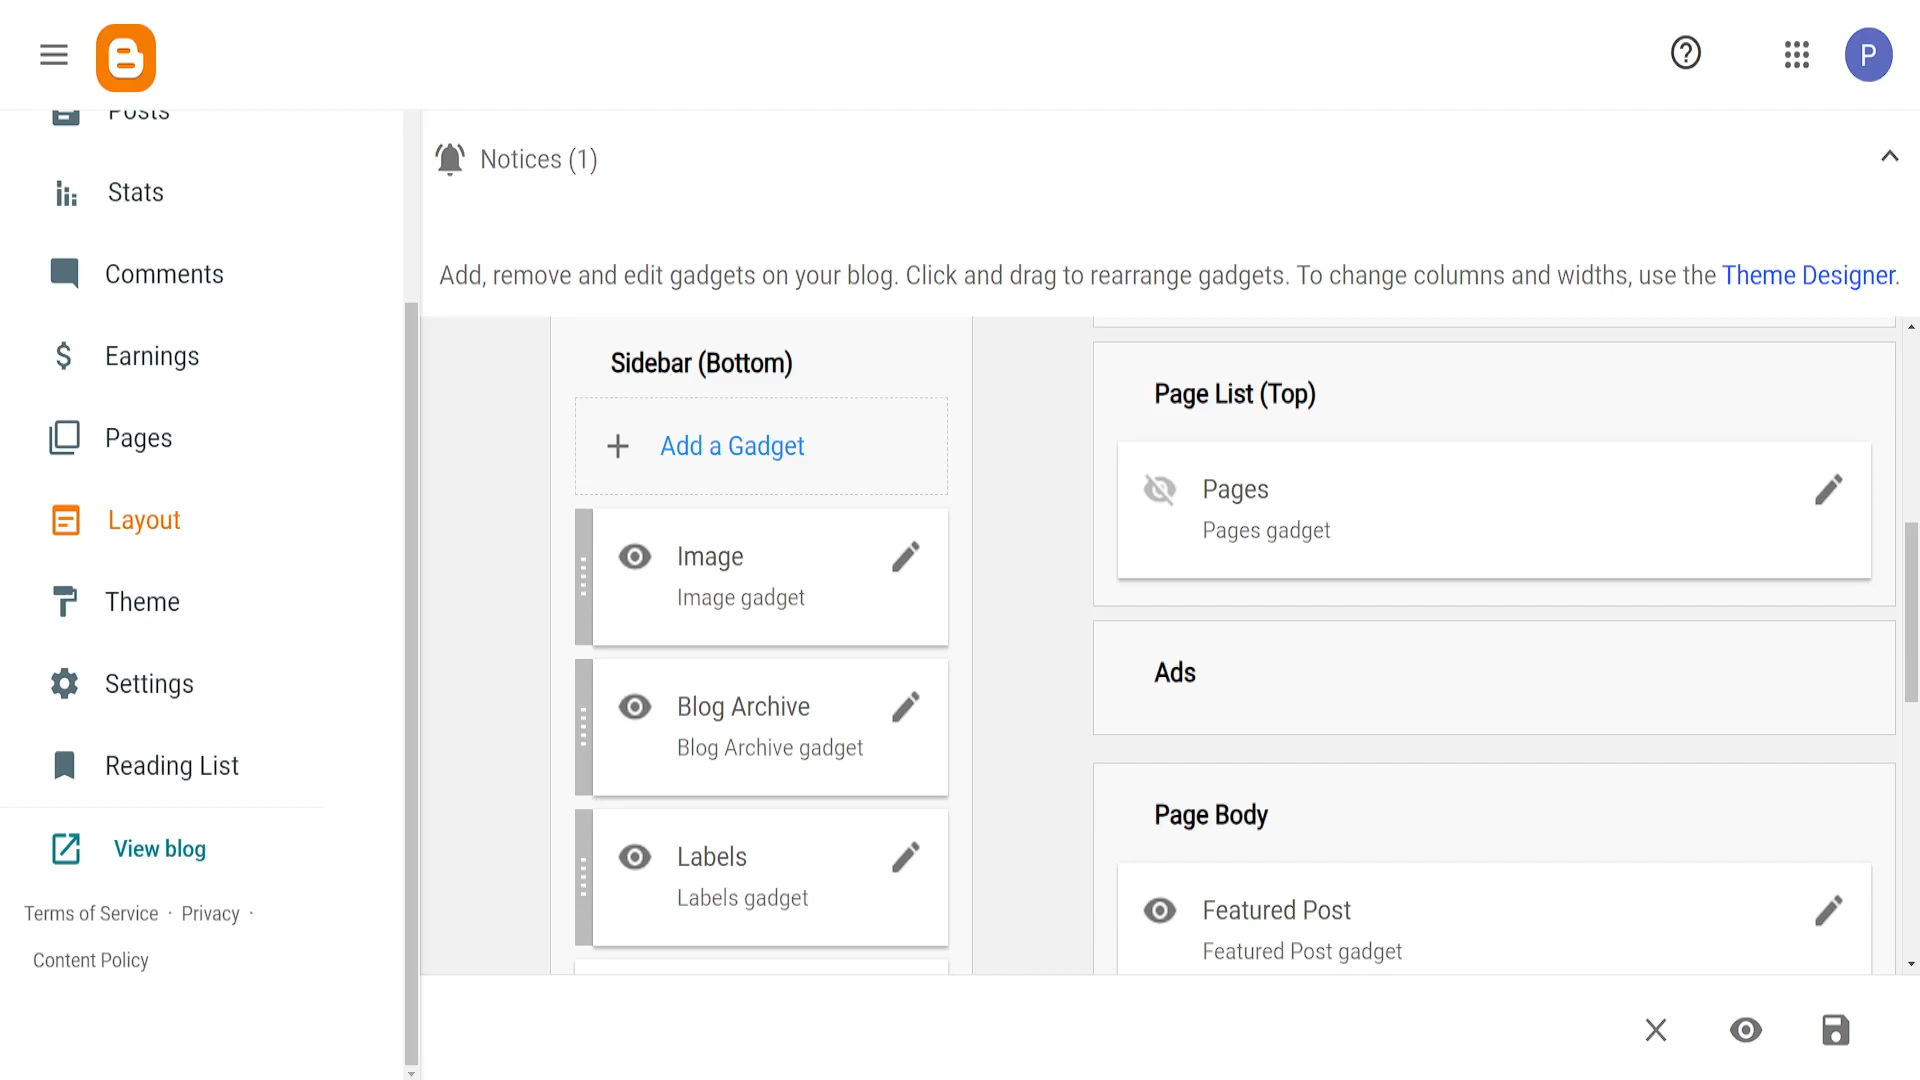 P
Posts
Stats
Comments
Earnings
Pages
Layout
Theme
Settings
Reading List
View blog
Terms of Service · Privacy ·
Content Policy
Notices (1)
Add, remove and edit gadgets on your blog. Click and drag to rearrange gadgets. To change columns and widths, use the Theme Designer.
Sidebar (Bottom)
Add a Gadget
Image
Image gadget
Blog Archive
Blog Archive gadget
Labels
Labels gadget
Page List (Top)
Pages
Pages gadget
Ads
Page Body
Featured Post
Featured Post gadget